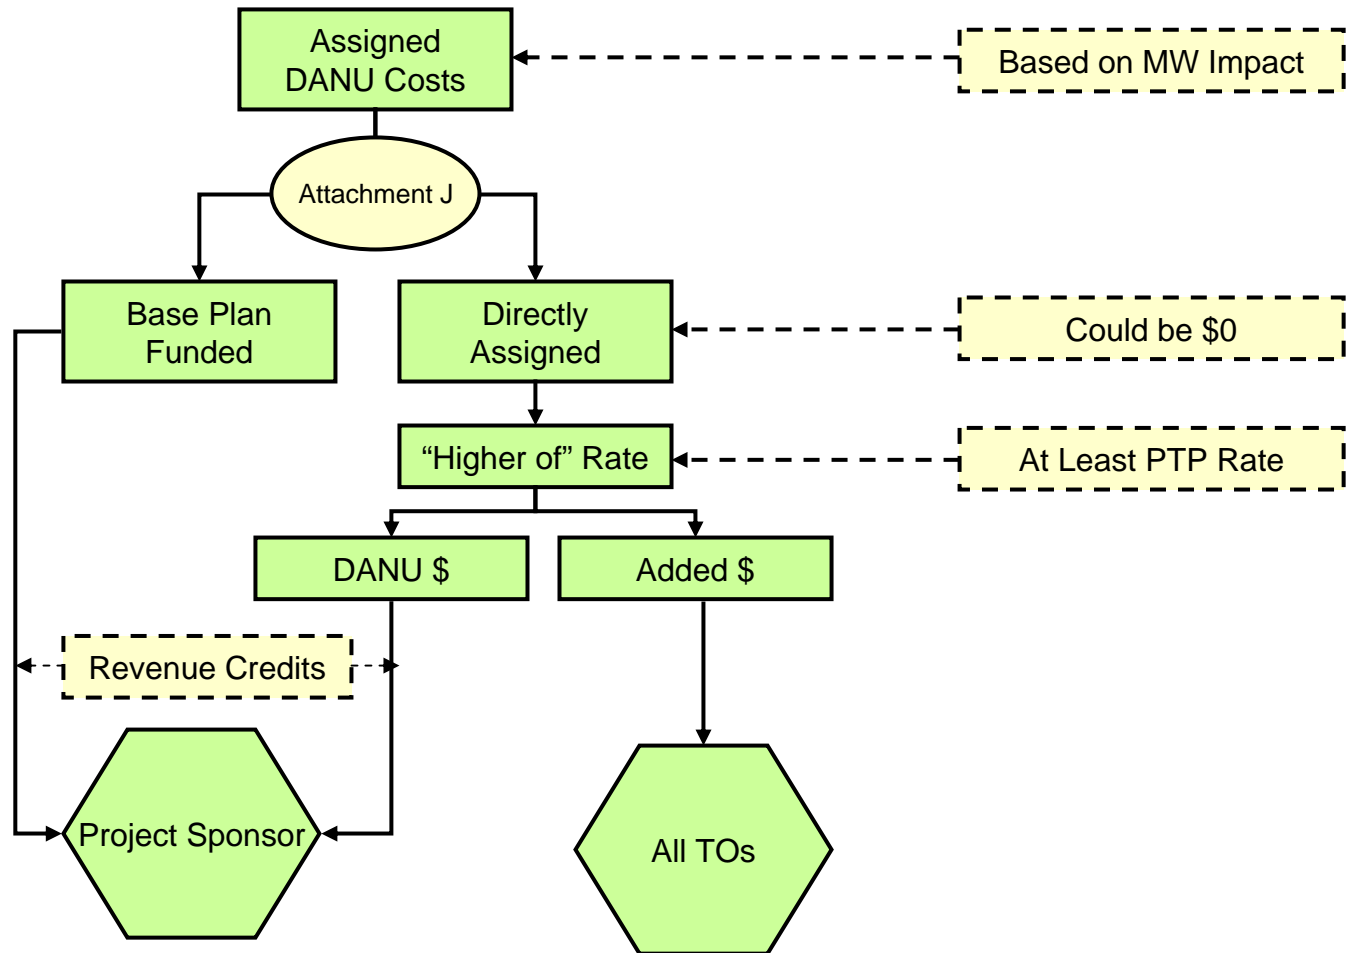 Assigned
DANU Costs
Based on MW Impact
Attachment J
Base Plan
Funded
Directly
Assigned
Could be $0
“Higher of” Rate
At Least PTP Rate
DANU $
Added $
Revenue Credits
Project Sponsor
All TOs